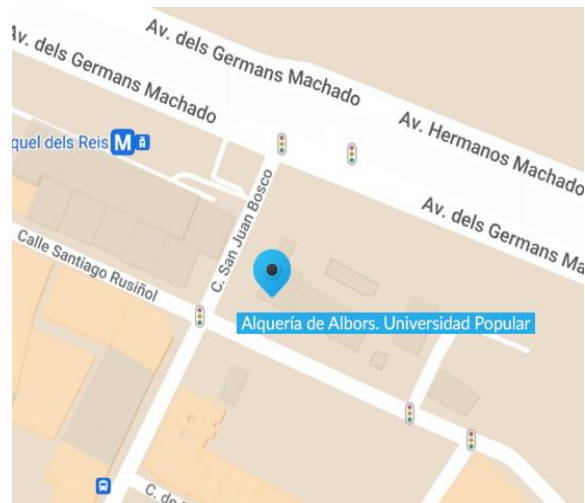 Av. dels Germans Machado
Av. dels Germans Machado
Av. Hermanos Machado
quel dels Reis M
Av. dels Germans Ma
C. San Juan Bosco
Calle Santiago Rusiñol
Alquería de Albors. Universidad Popular
C. de